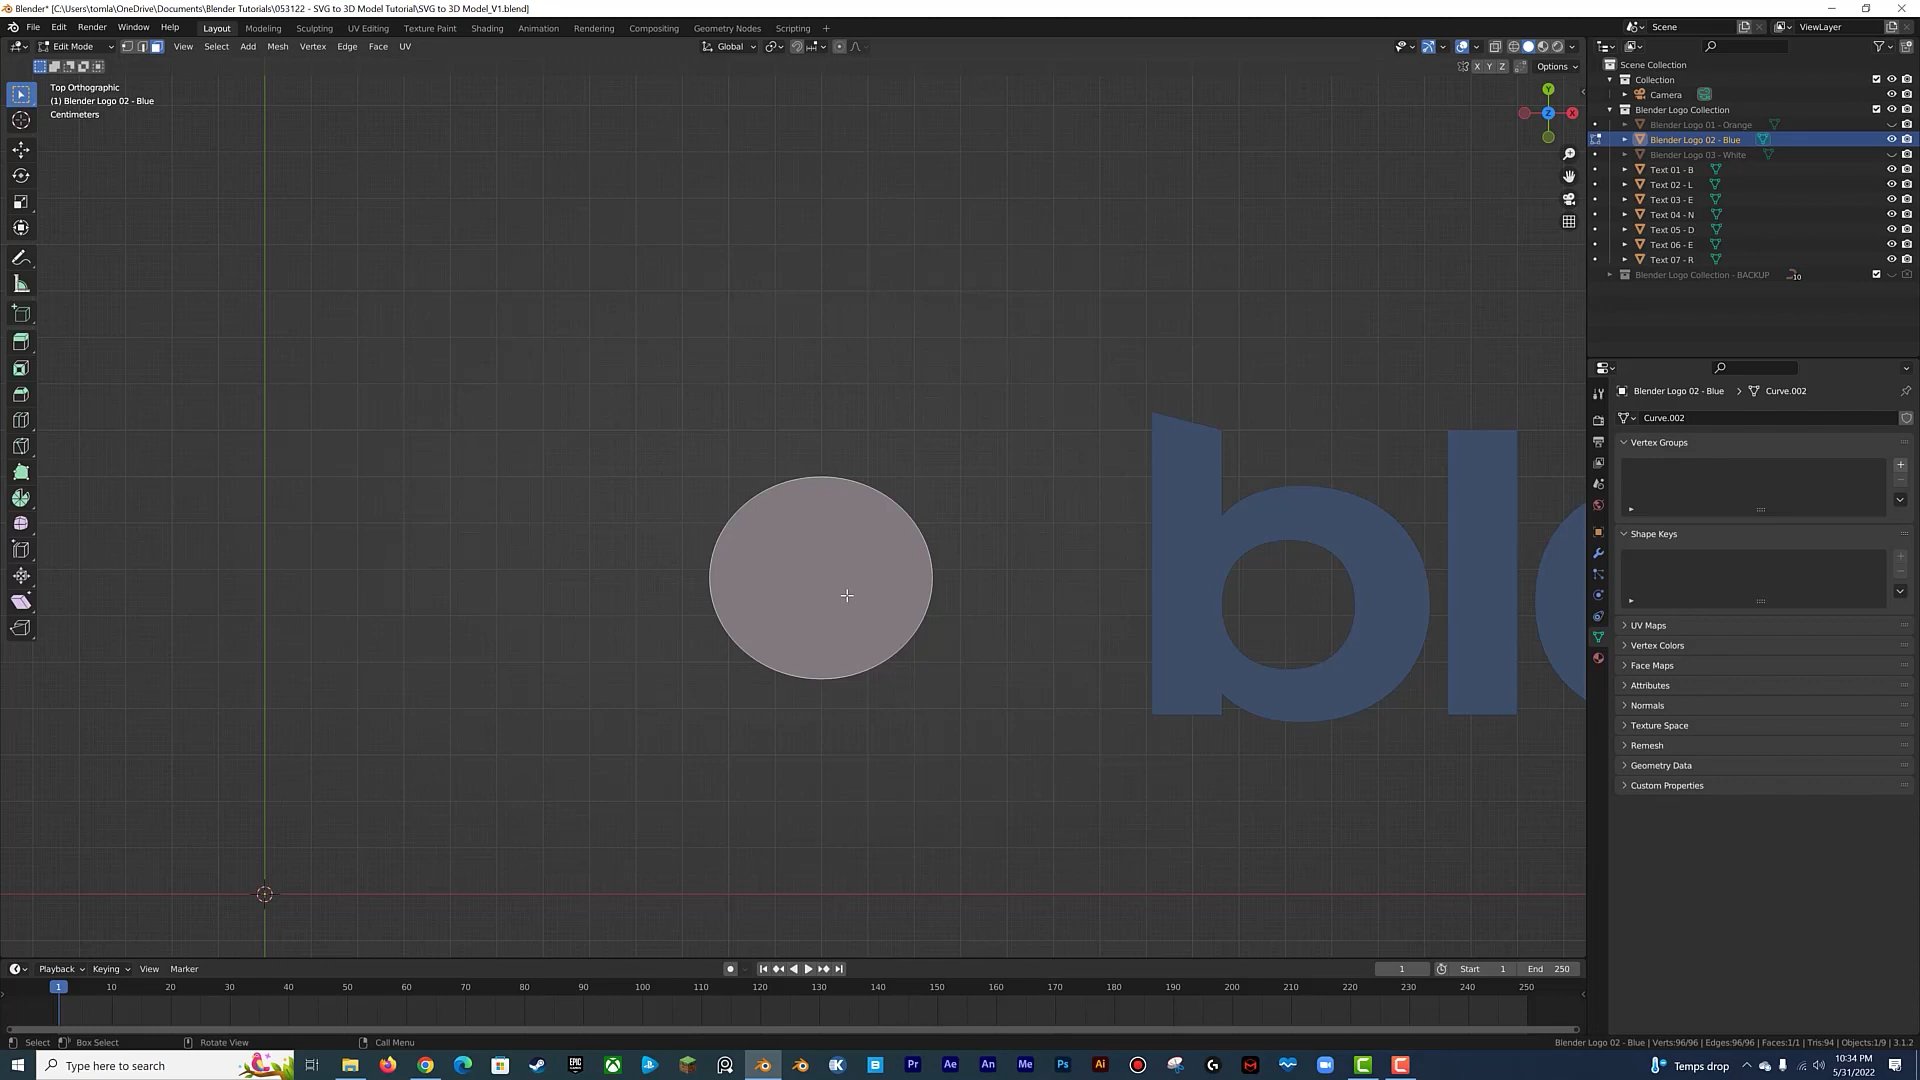 Blender* [C:\Users\tomla\OneDrive\Documents\Blender Tutorials\053122 - SVG to 3D Model Tutorial\SVG to 3D Model_V1.blend]
File Edit Render Window Help Layout Modeling Sculpting UV Editing Texture Paint Shading Animation Rendering Compositing Geometry Nodes Scripting + Scene ViewLayer
Edit Mode View Select Add Mesh Vertex Edge Face UV Global
X Y Z Options
Top Orthographic
(1) Blender Logo 02 - Blue
Centimeters
Y
Z X
Scene Collection
Collection
Camera
Blender Logo Collection
Blender Logo 01 - Orange
Blender Logo 02 - Blue
Blender Logo 03 - White
Text 01 - B
Text 02 - L
Text 03 - E
Text 04 - N
Text 05 - D
Text 06 - E
Text 07 - R
Blender Logo Collection - BACKUP 10
Blender Logo 02 - Blue > Curve.002
Curve.002
Vertex Groups
Shape Keys
UV Maps
Vertex Colors
Face Maps
Attributes
Normals
Texture Space
Remesh
Geometry Data
Custom Properties
bl
Playback Keying View Marker 1 Start 1 End 250
1 10 20 30 40 50 60 70 80 90 100 110 120 130 140 150 160 170 180 190 200 210 220 230 240 250
Select Box Select Rotate View Call Menu Blender Logo 02 - Blue | Verts:96/96 | Edges:96/96 | Faces:1/1 | Tris:94 | Objects:1/9 | 3.1.2
Type here to search EPIC GAMES Pr Ae An Me Ps Ai Temps drop 10:34 PM
5/31/2022